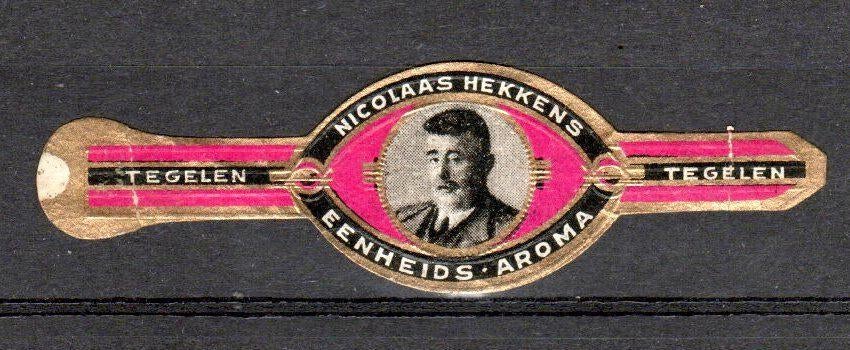 NICOLAAS HEKKENS
TEGELEN
TEGELEN
EENHEIDS · AROMA